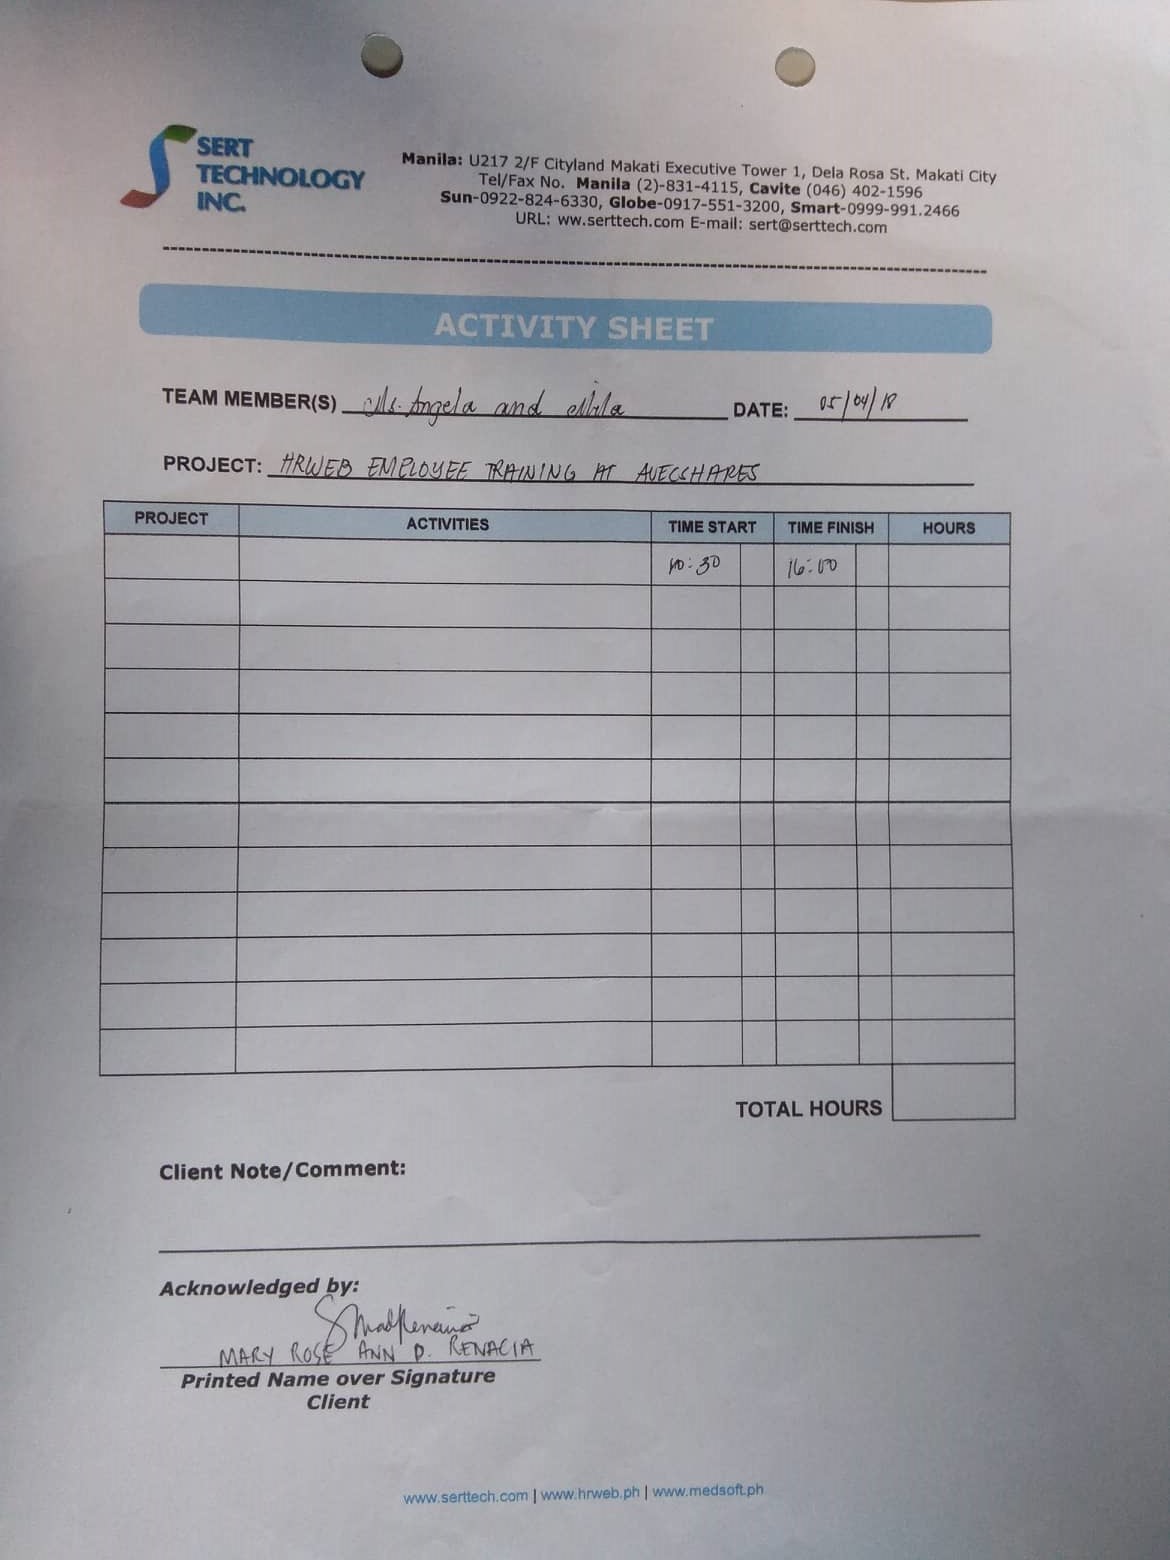 SERT
TECHNOLOGY
INC.
Manila: U217 2/F Cityland Makati Executive Tower 1, Dela Rosa St. Makati City
Tel/Fax No. Manila (2)-831-4115, Cavite (046) 402-1596
Sun-0922-824-6330, Globe-0917-551-3200, Smart-0999-991.2466
URL: ww.serttech.com E-mail: sert@serttech.com
ACTIVITY SHEET
TEAM MEMBER(S) Ms. Angela and DATE: 05/04/18
PROJECT: HRWEB EMPLOYEE TRAINING AT AVECSHARES
PROJECT ACTIVITIES TIME START TIME FINISH HOURS
10:30 16:00
TOTAL HOURS
Client Note/Comment:
Acknowledged by:
MARY ROSE ANN D. RENACIA
Printed Name over Signature
Client
www.serttech.com | www.hrweb.ph | www.medsoft.ph